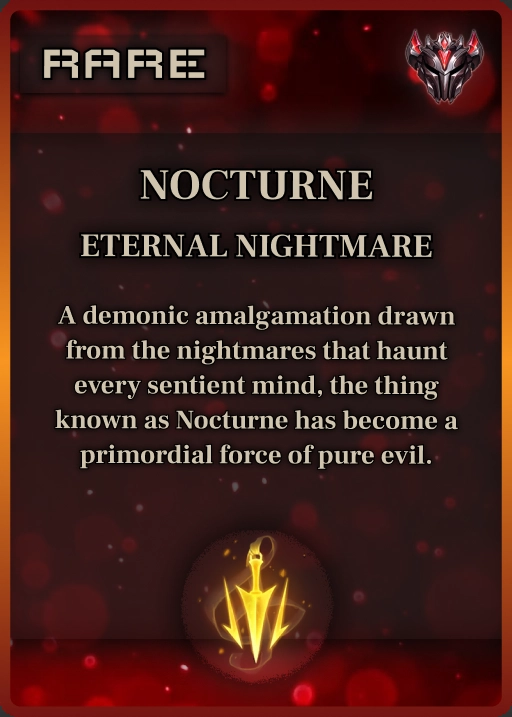 RARE
NOCTURNE
ETERNAL NIGHTMARE
A demonic amalgamation drawn
from the nightmares that haunt
every sentient mind, the thing
known as Nocturne has become a
primordial force of pure evil.